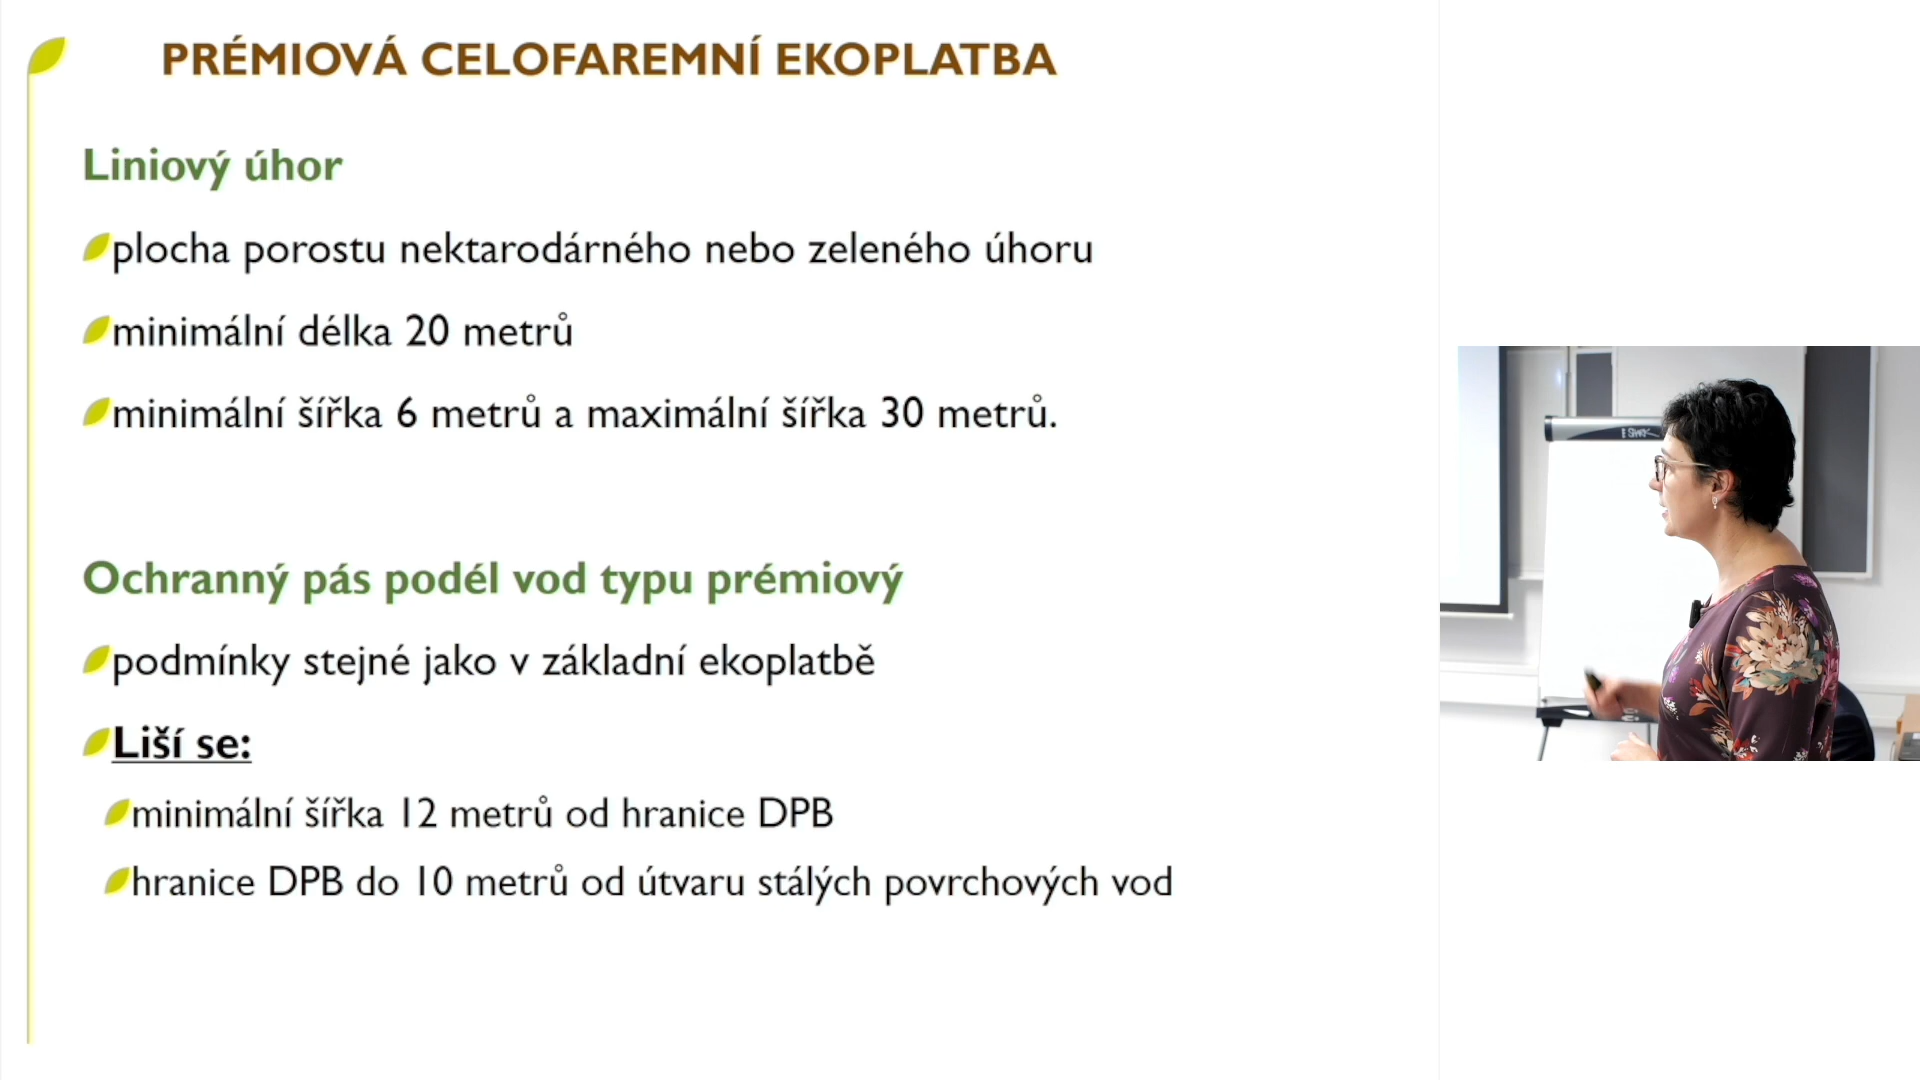 PRÉMIOVÁ CELOFAREMNÍ EKOPLATBA
Liniový úhor
plocha porostu nektarodárného nebo zeleného úhoru
minimální délka 20 metrů
minimální šířka 6 metrů a maximální šířka 30 metrů.
Ochranný pás podél vod typu prémiový
podmínky stejné jako v základní ekoplatbě
Liší se:
minimální šířka 12 metrů od hranice DPB
hranice DPB do 10 metrů od útvaru stálých povrchových vod